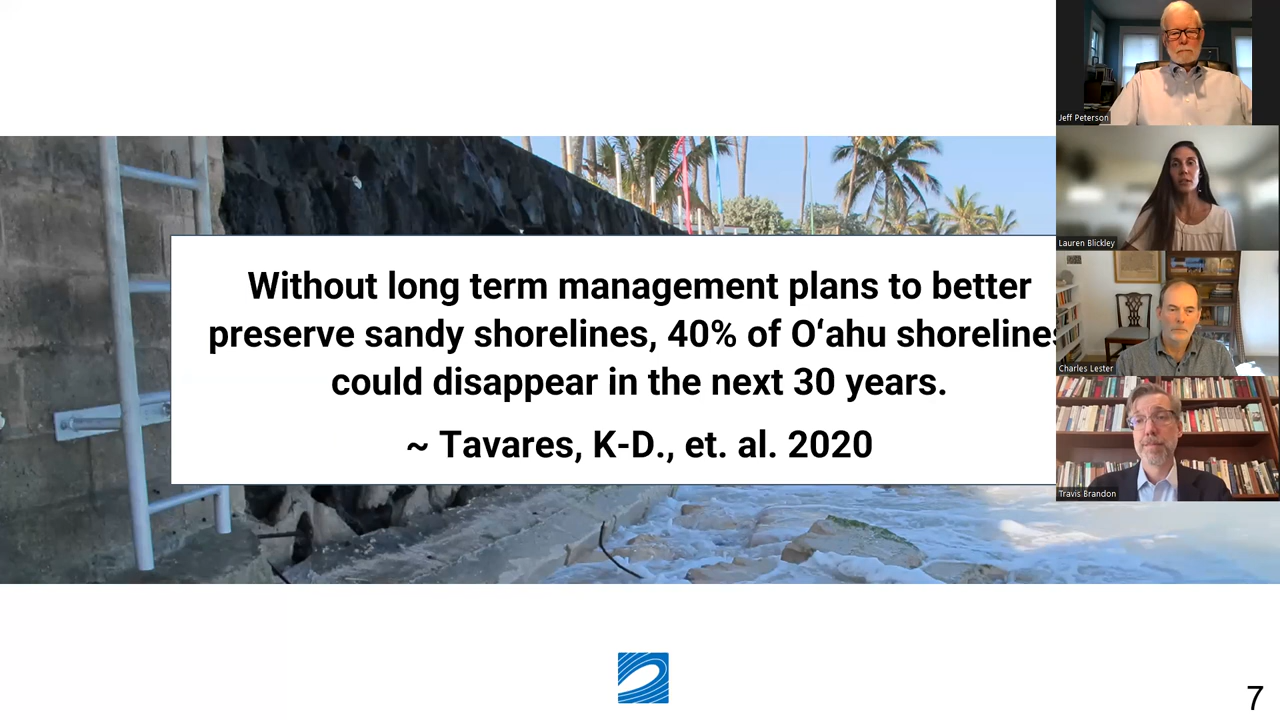 Without long term management plans to better
preserve sandy shorelines, 40% of Oʻahu shorelines
could disappear in the next 30 years.
~ Tavares, K-D., et. al. 2020
Jeff Peterson
Lauren Blickley
Charles Lester
Travis Brandon
7